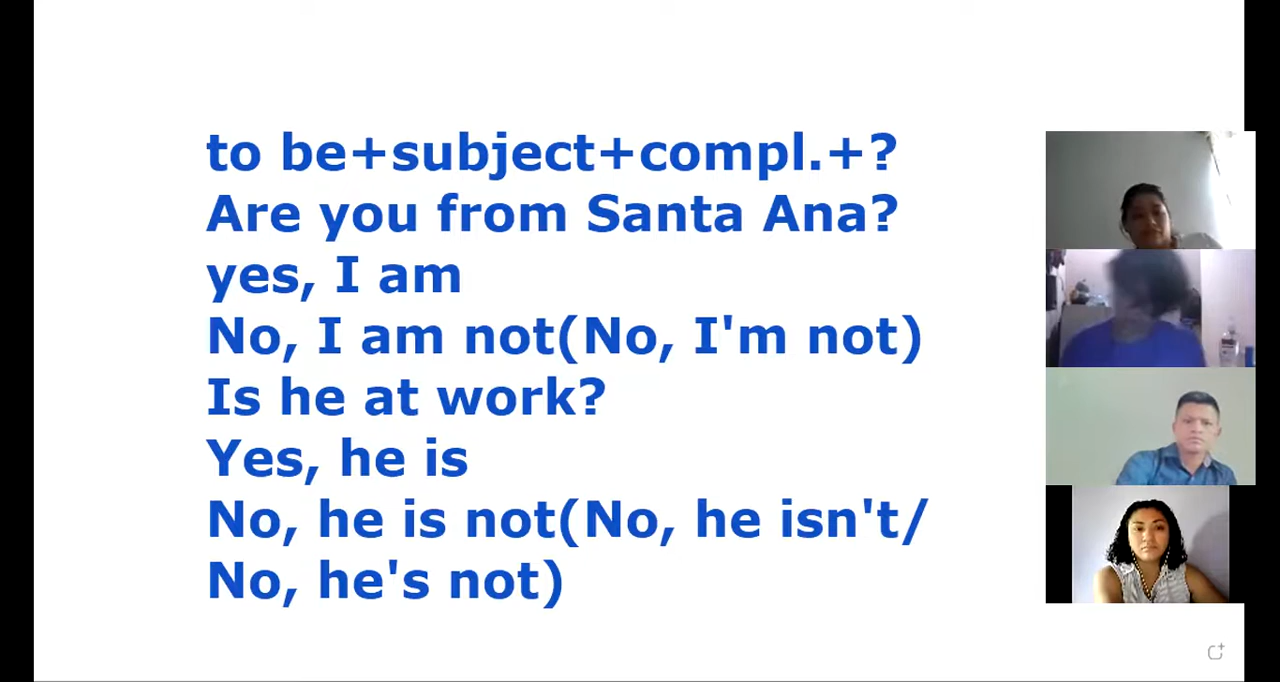 to be+subject+compl.+?
Are you from Santa Ana?
yes, I am
No, I am not(No, I'm not)
Is he at work?
Yes, he is
No, he is not(No, he isn't/
No, he's not)